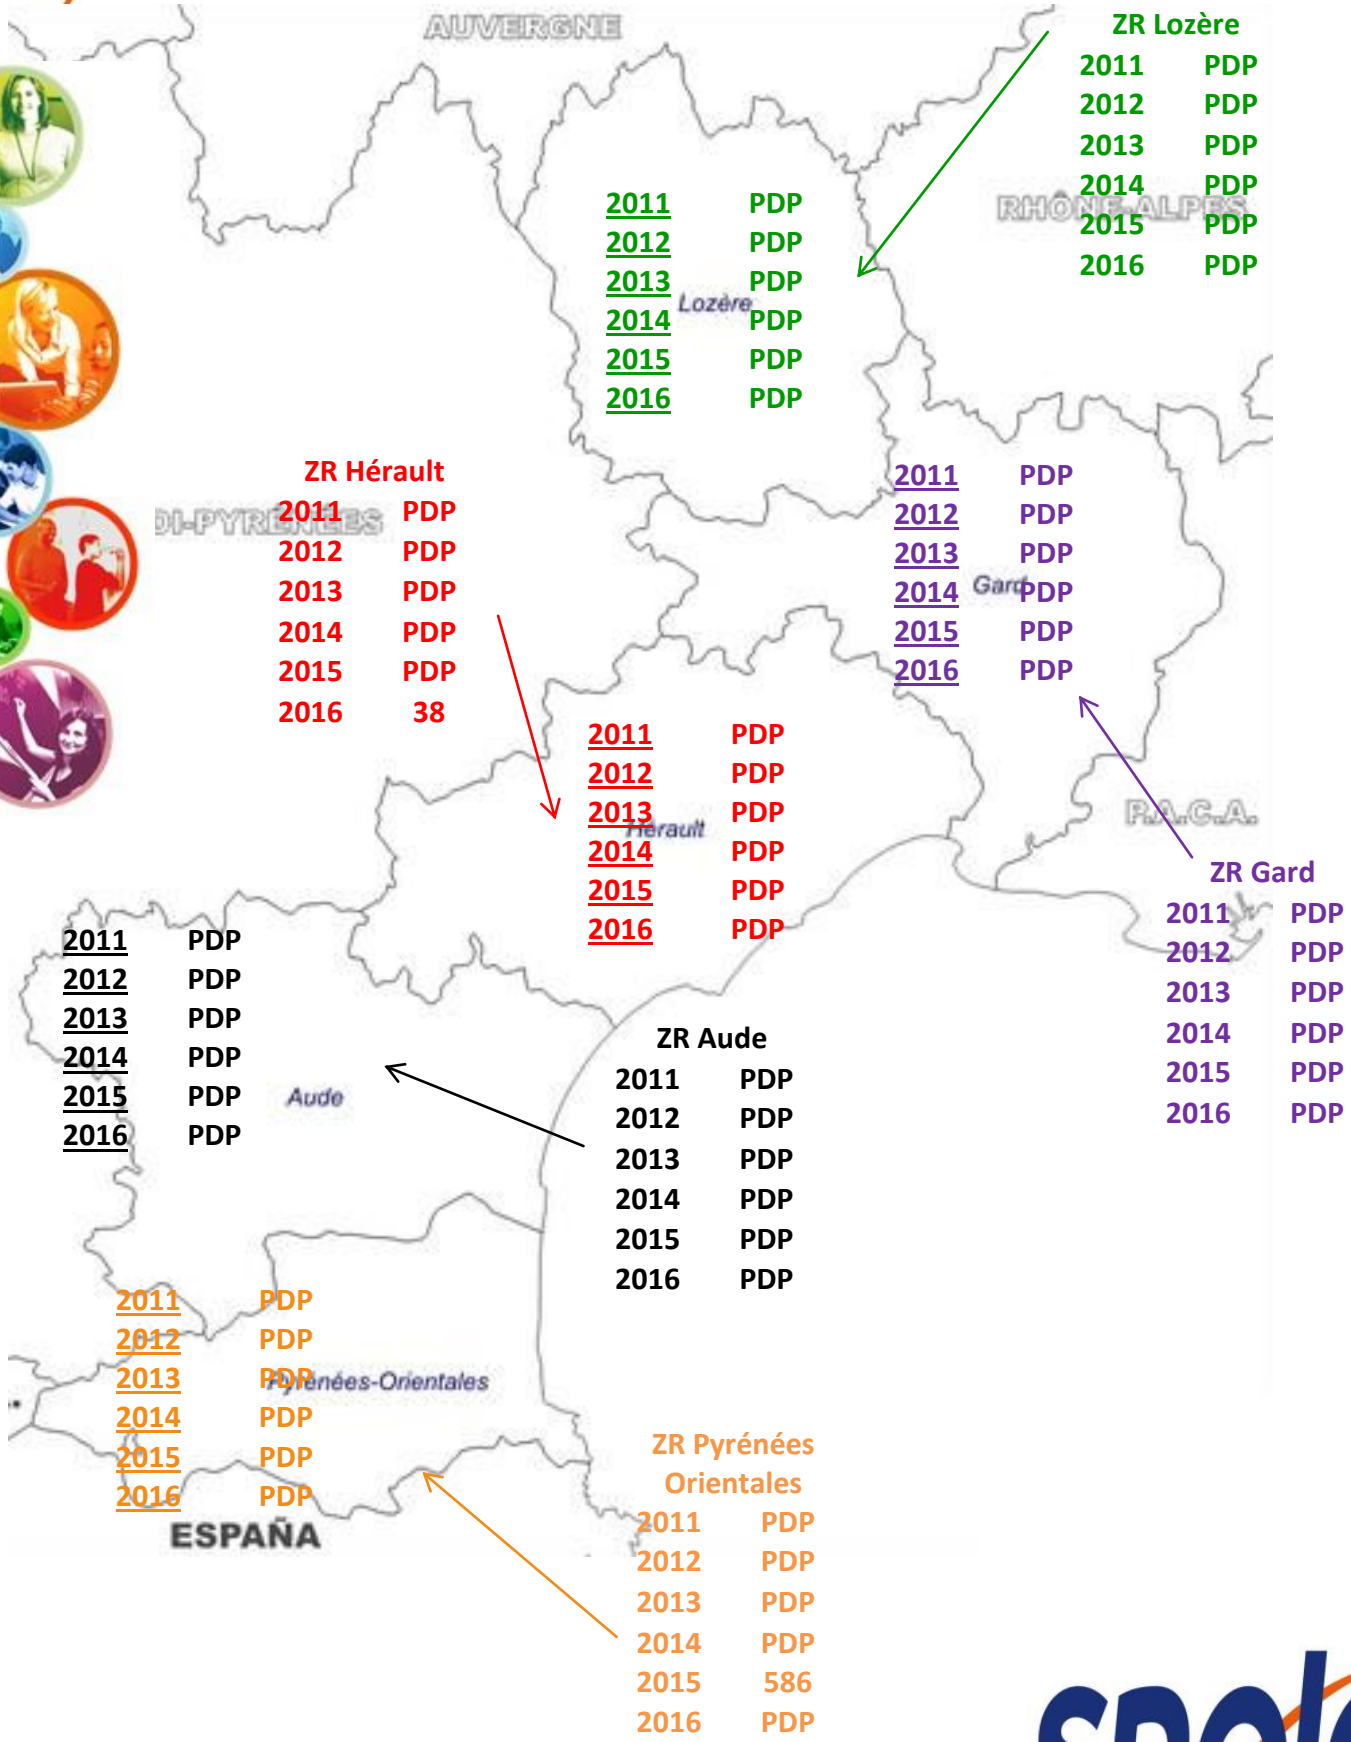 AUVERGNE
ZR Lozère
2011 PDP
2012 PDP
2013 PDP
2014 PDP
2015 PDP
2016 PDP
RHÔNE-ALPES
2011 PDP
2012 PDP
2013 PDP
2014 PDP
2015 PDP
2016 PDP
Lozère
ZR Hérault
2011 PDP
2012 PDP
2013 PDP
2014 PDP
2015 PDP
2016 38
DI-PYRÉNÉES
2011 PDP
2012 PDP
2013 PDP
2014 PDP
2015 PDP
2016 PDP
Gard
2011 PDP
2012 PDP
2013 PDP
2014 PDP
2015 PDP
2016 PDP
Hérault
P.A.C.A.
ZR Gard
2011 PDP
2012 PDP
2013 PDP
2014 PDP
2015 PDP
2016 PDP
2011 PDP
2012 PDP
2013 PDP
2014 PDP
2015 PDP
2016 PDP
Aude
ZR Aude
2011 PDP
2012 PDP
2013 PDP
2014 PDP
2015 PDP
2016 PDP
2011 PDP
2012 PDP
2013 PDP
2014 PDP
2015 PDP
2016 PDP
Pyrénées-Orientales
ESPAÑA
ZR Pyrénées
Orientales
2011 PDP
2012 PDP
2013 PDP
2014 PDP
2015 586
2016 PDP